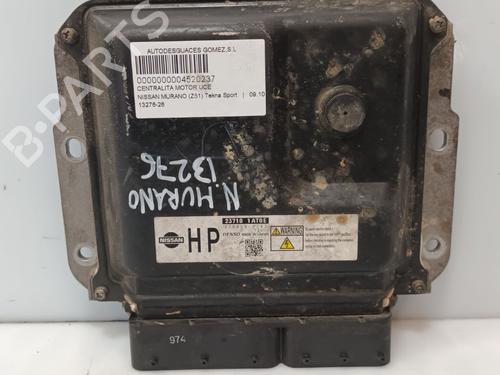 AUTODESGUACES GOMEZ,S.L
0000000004520237
CENTRALITA MOTOR UCE
NISSAN MURANO (Z51) Tekna Sport | 09.10
13276-26
N.MURANO
13276
23710 1AT0E
NISSAN
HP
DENSO
WARNING
974
B-PARTS